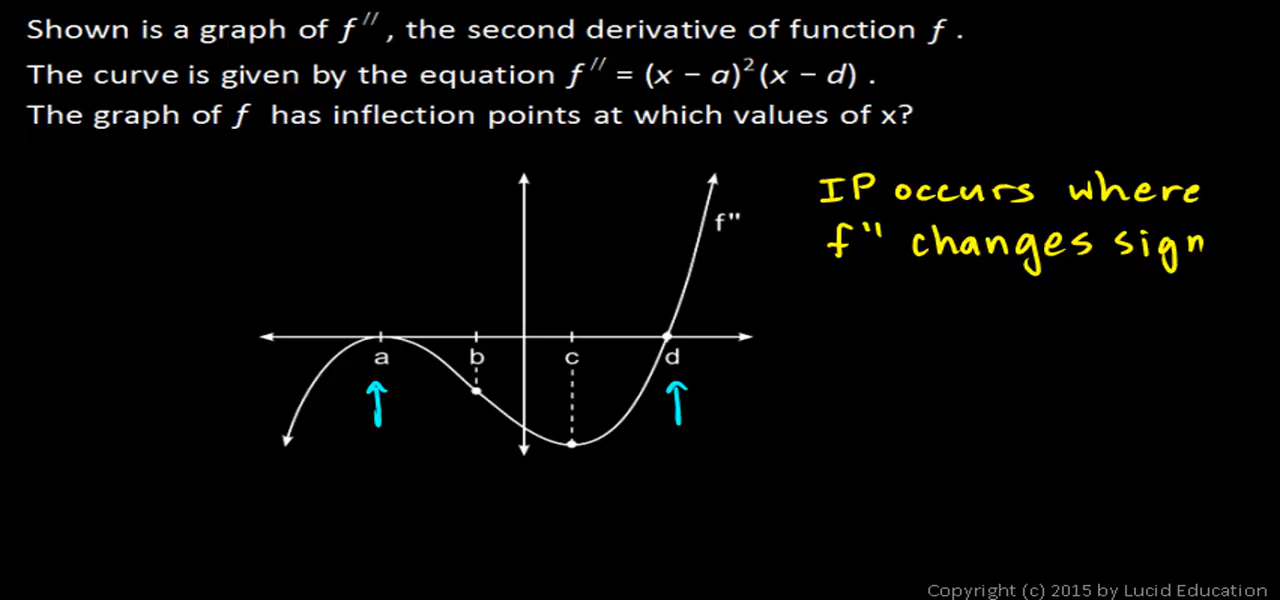 Shown is a graph of f'' , the second derivative of function f .
The curve is given by the equation f'' = (x − a)²(x − d) .
The graph of f has inflection points at which values of x?
IP occurs where
f" changes sign
f"
a
b
c
d
Copyright (c) 2015 by Lucid Education